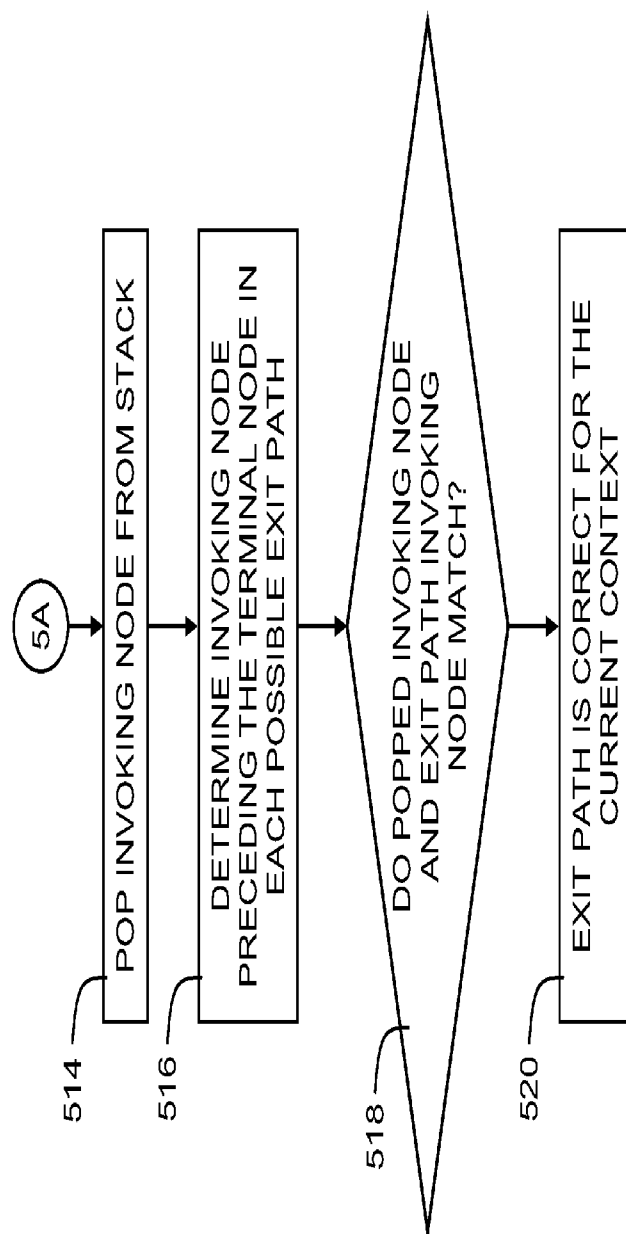 5A
514
POP INVOKING NODE FROM STACK
516
DETERMINE INVOKING NODE
PRECEDING THE TERMINAL NODE IN
EACH POSSIBLE EXIT PATH
518
DO POPPED INVOKING NODE
AND EXIT PATH INVOKING
NODE MATCH?
520
EXIT PATH IS CORRECT FOR THE
CURRENT CONTEXT